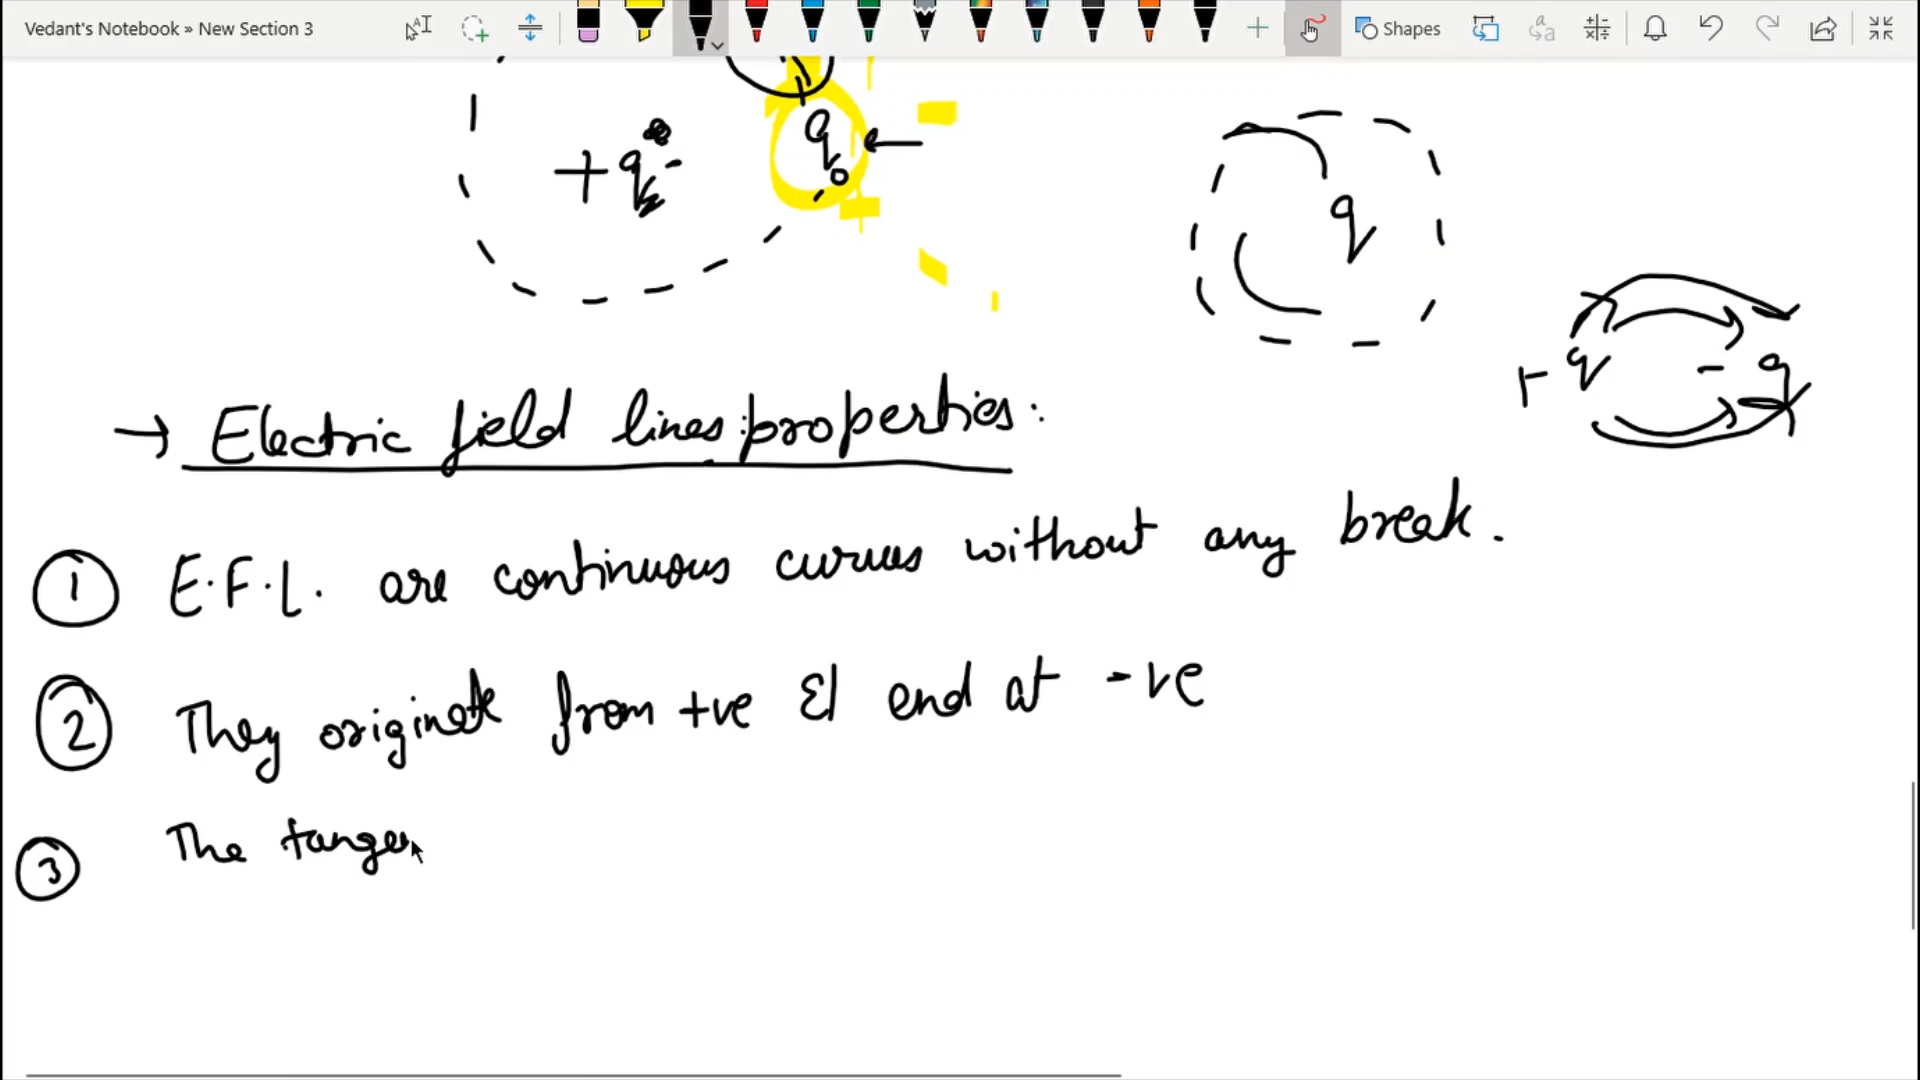 Vedant's Notebook » New Section 3
Shapes
+q
q₀
q
+q
-q
→ Electric field lines properties:
① E.F.L. are continuous curves without any break.
② They originate from +ve & end at -ve
③ The tangen